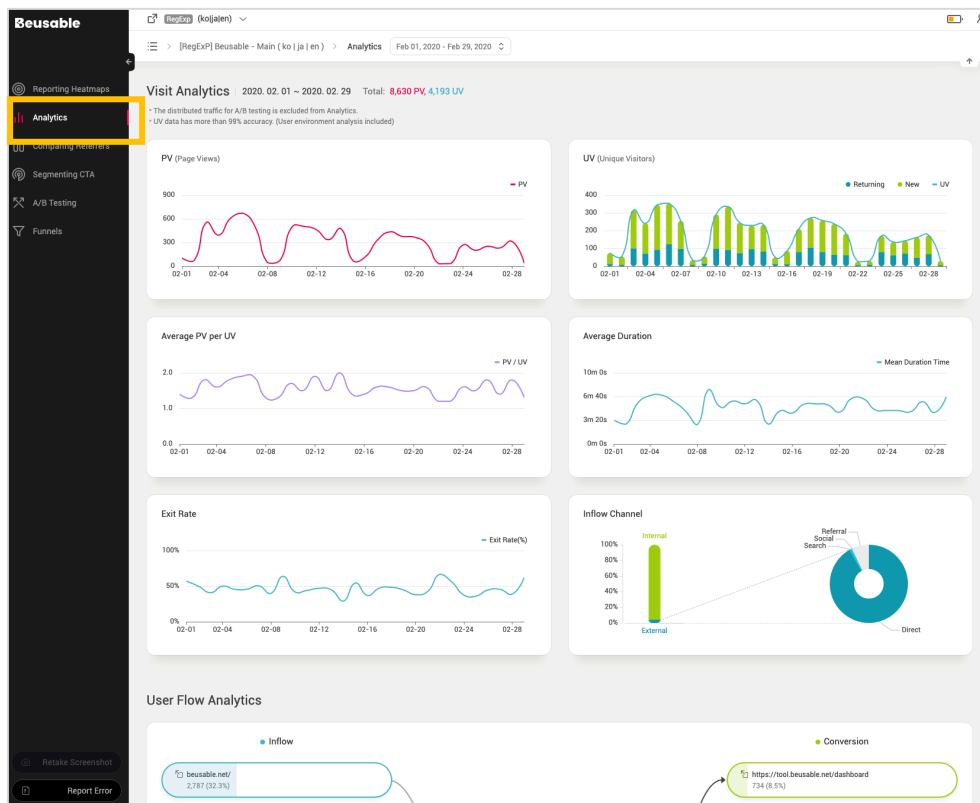 Beusable
RegExp (ko|ja|en)
[RegExP] Beusable - Main ( ko | ja | en ) > Analytics Feb 01, 2020 - Feb 29, 2020
Reporting Heatmaps
Analytics
Comparing Referrers
Segmenting CTA
A/B Testing
Funnels
Retake Screenshot
Report Error
Visit Analytics 2020. 02. 01 ~ 2020. 02. 29 Total: 8,630 PV, 4,193 UV
* The distributed traffic for A/B testing is excluded from Analytics.
* UV data has more than 99% accuracy. (User environment analysis included)
PV (Page Views)
PV
900
600
300
0
02-01 02-04 02-08 02-12 02-16 02-20 02-24 02-28
UV (Unique Visitors)
Returning New UV
400
300
200
100
0
02-01 02-04 02-07 02-10 02-13 02-16 02-19 02-22 02-25 02-28
Average PV per UV
PV / UV
2.0
1.0
0.0
02-01 02-04 02-08 02-12 02-16 02-20 02-24 02-28
Average Duration
Mean Duration Time
10m 0s
6m 40s
3m 20s
0m 0s
02-01 02-04 02-08 02-12 02-16 02-20 02-24 02-28
Exit Rate
Exit Rate(%)
100%
50%
0%
02-01 02-04 02-08 02-12 02-16 02-20 02-24 02-28
Inflow Channel
Internal
100%
80%
60%
40%
20%
0%
External
Referral
Social
Search
Direct
User Flow Analytics
Inflow
beusable.net/
2,787 (32.3%)
Conversion
https://tool.beusable.net/dashboard
734 (8.5%)